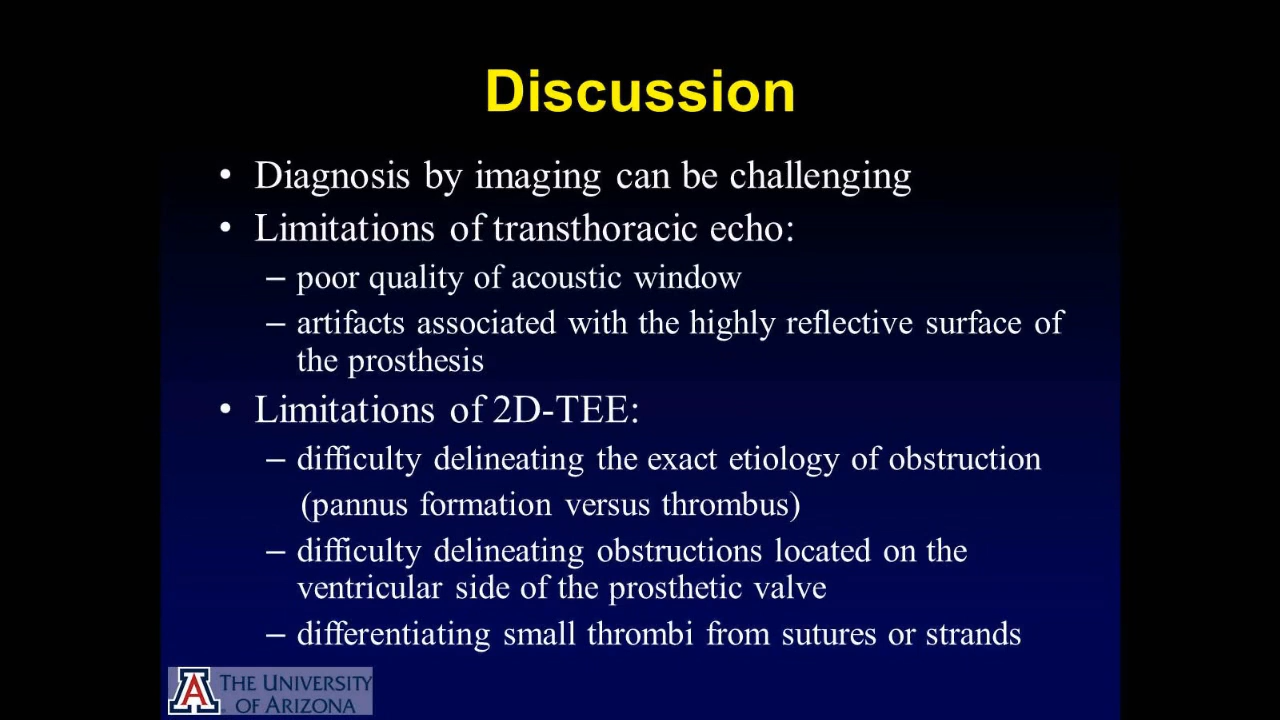 Discussion
• Diagnosis by imaging can be challenging
• Limitations of transthoracic echo:
– poor quality of acoustic window
– artifacts associated with the highly reflective surface of
the prosthesis
• Limitations of 2D-TEE:
– difficulty delineating the exact etiology of obstruction
(pannus formation versus thrombus)
– difficulty delineating obstructions located on the
ventricular side of the prosthetic valve
– differentiating small thrombi from sutures or strands
A THE UNIVERSITY
OF ARIZONA